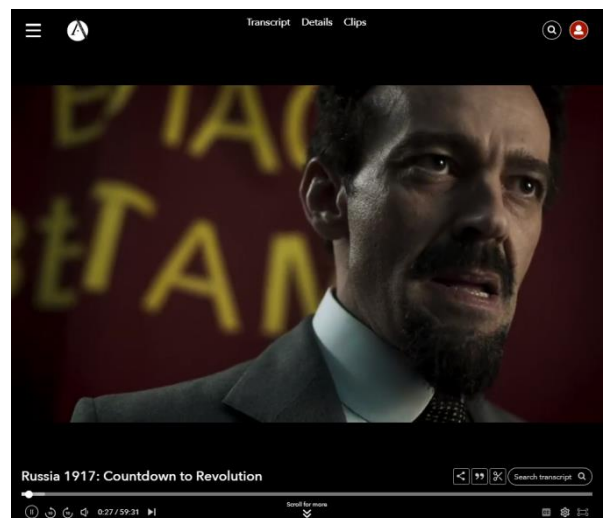 Transcript Details Clips
Russia 1917: Countdown to Revolution
Search transcript
0:27 / 59:31
Scroll for more